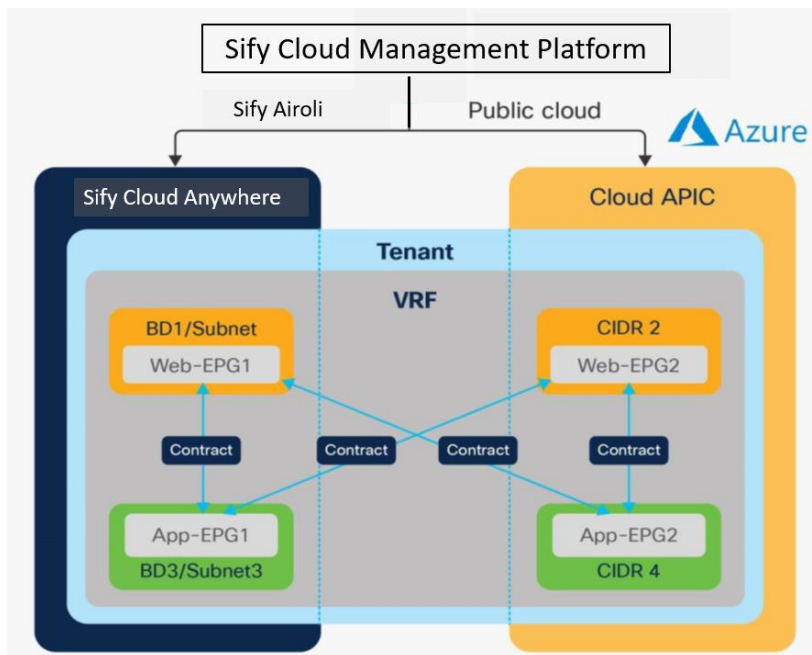 Sify Cloud Management Platform
Sify Airoli
Public cloud
Azure
Sify Cloud Anywhere
Cloud APIC
Tenant
VRF
BD1/Subnet
CIDR 2
Web-EPG1
Web-EPG2
Contract
Contract
Contract
Contract
App-EPG1
App-EPG2
BD3/Subnet3
CIDR 4